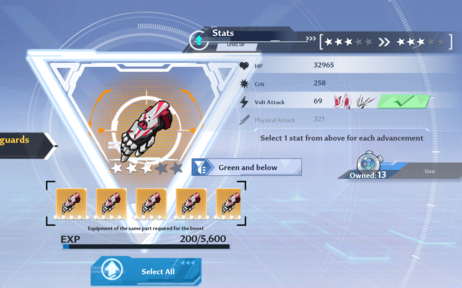 Stats
LEVEL UP
HP 32965
Crit 258
Volt Attack 69
Physical Attack 321
Select 1 stat from above for each advancement
guards
Green and below
Owned: 13
Use
Equipment of the same part required for the boost
EXP 200/5,600
Select All